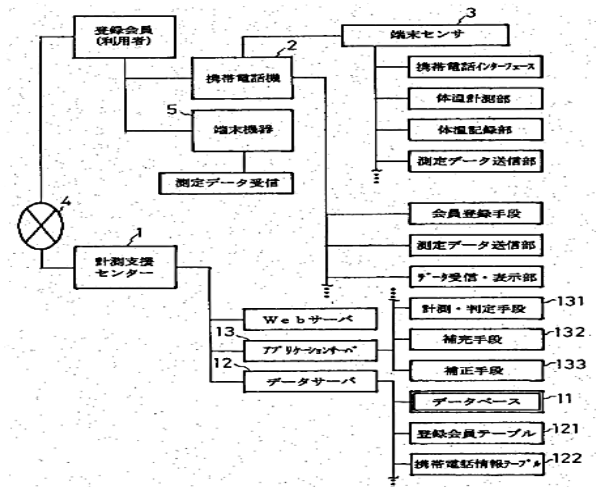 登録会員
(利用者)
2
携帯電話機
3
端末センサ
携帯電話インターフェース
体温計測部
体温記録部
測定データ送信部
5
端末機器
測定データ受信
4
1
計測支援
センター
会員登録手段
測定データ送信部
データ受信・表示部
Webサーバ
13
アプリケーションサーバ
12
データサーバ
計測・判定手段
131
補充手段
132
補正手段
133
データベース
11
登録会員テーブル
121
携帯電話情報テーブル
122